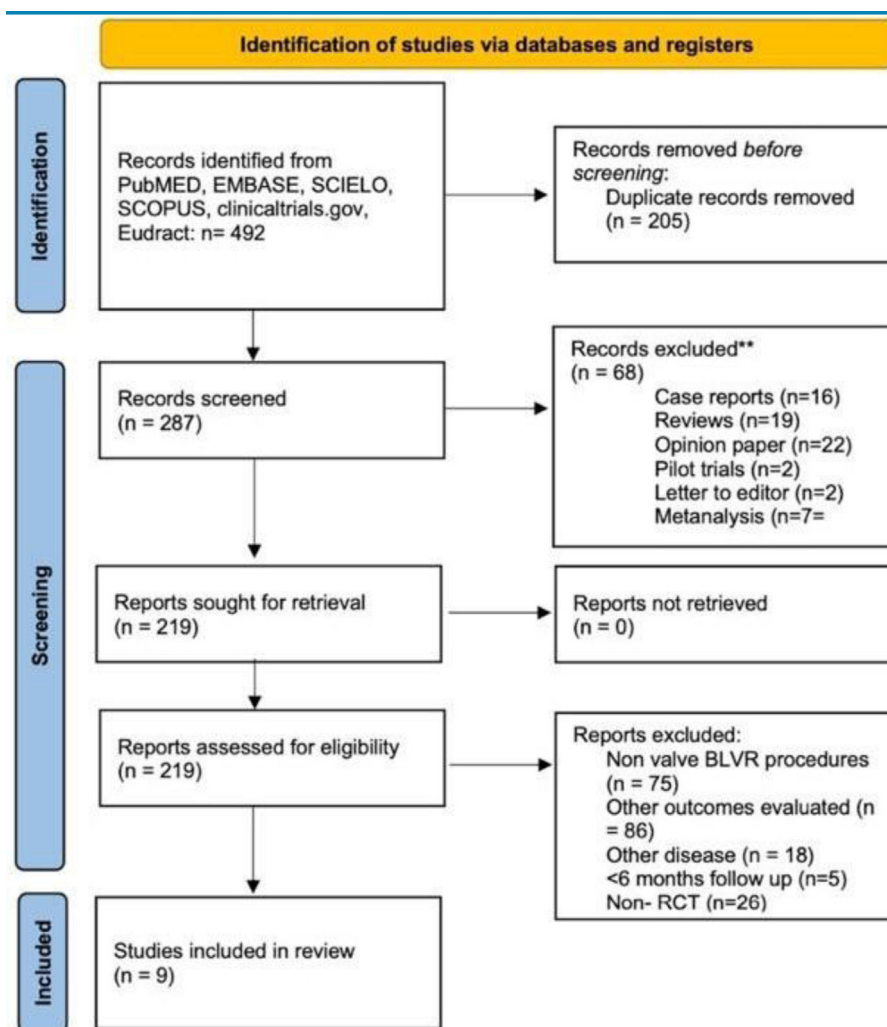 Identification of studies via databases and registers
Identification
Records identified from
PubMED, EMBASE, SCIELO,
SCOPUS, clinicaltrials.gov,
Eudract: n= 492
Records removed before
screening:
Duplicate records removed
(n = 205)
Screening
Records screened
(n = 287)
Records excluded**
(n = 68)
Case reports (n=16)
Reviews (n=19)
Opinion paper (n=22)
Pilot trials (n=2)
Letter to editor (n=2)
Metanalysis (n=7=
Reports sought for retrieval
(n = 219)
Reports not retrieved
(n = 0)
Reports assessed for eligibility
(n = 219)
Reports excluded:
Non valve BLVR procedures
(n = 75)
Other outcomes evaluated (n
= 86)
Other disease (n = 18)
<6 months follow up (n=5)
Non- RCT (n=26)
Included
Studies included in review
(n = 9)